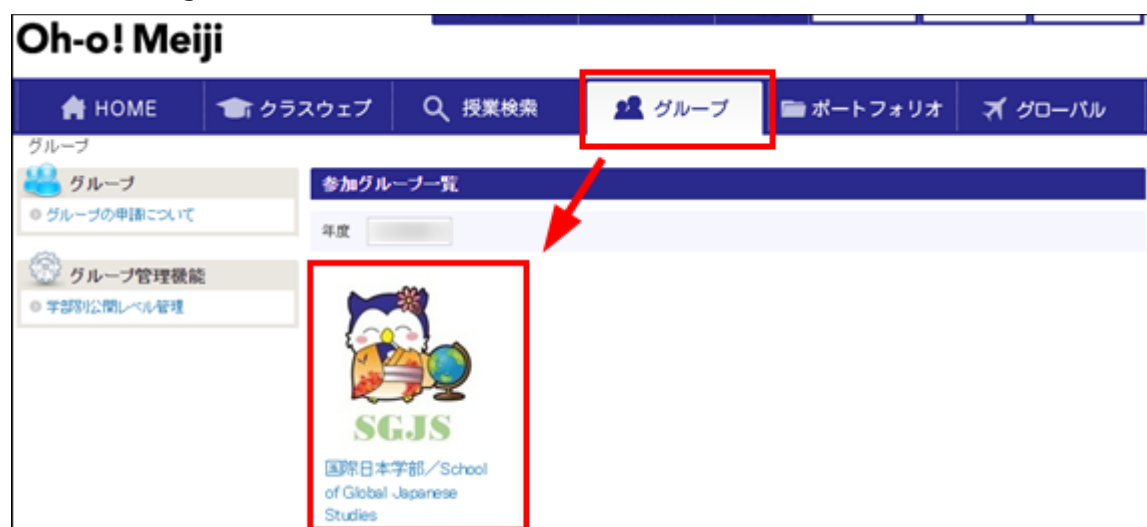 Oh-o! Meiji
HOME
クラスウェブ
授業検索
グループ
ポートフォリオ
グローバル
グループ
グループ
グループの申請について
グループ管理機能
学部別公開レベル管理
参加グループ一覧
年度
SGJS
国際日本学部／School
of Global Japanese
Studies